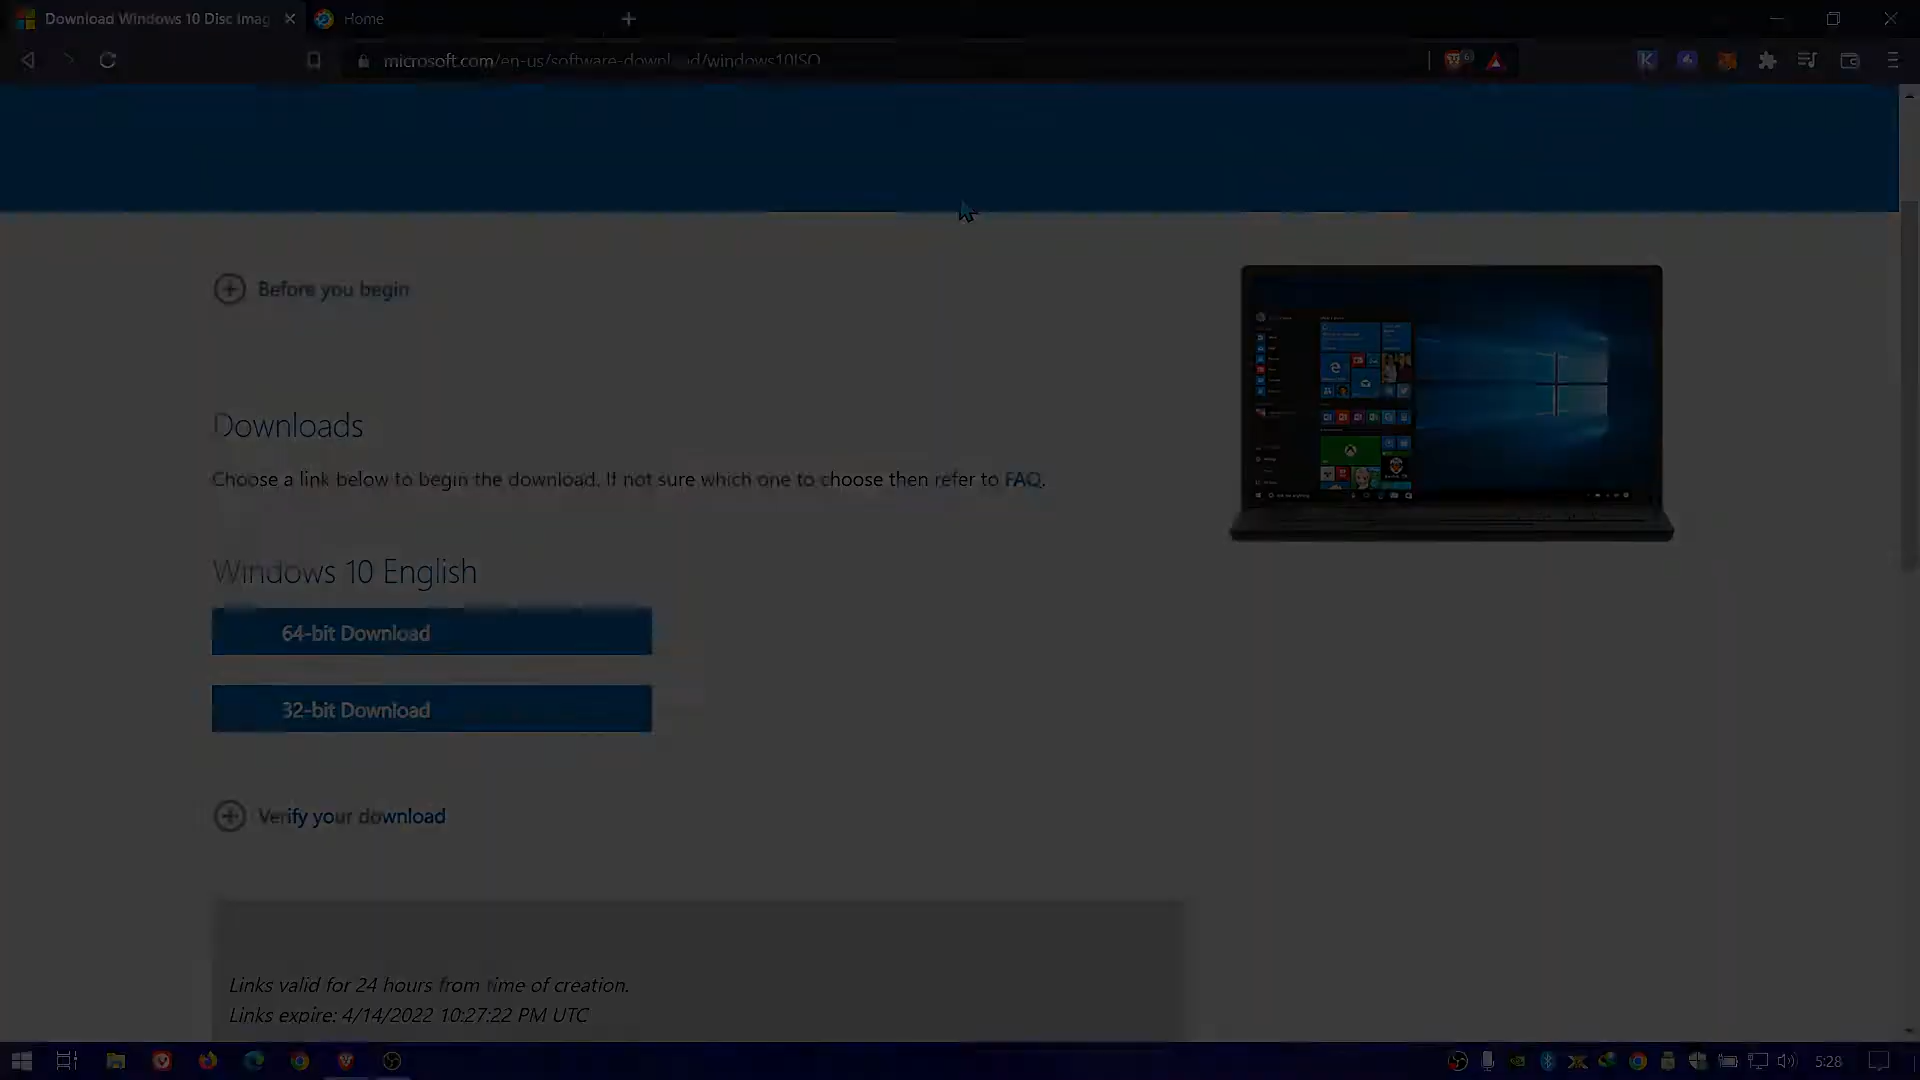 Download Windows 10 Disc Imag
Home
microsoft.com/en-us/software-download/windows10ISO
Before you begin
Downloads
Choose a link below to begin the download. If not sure which one to choose then refer to FAQ.
Windows 10 English
64-bit Download
32-bit Download
Verify your download
Links valid for 24 hours from time of creation.
Links expire: 4/14/2022 10:27:22 PM UTC
5:28